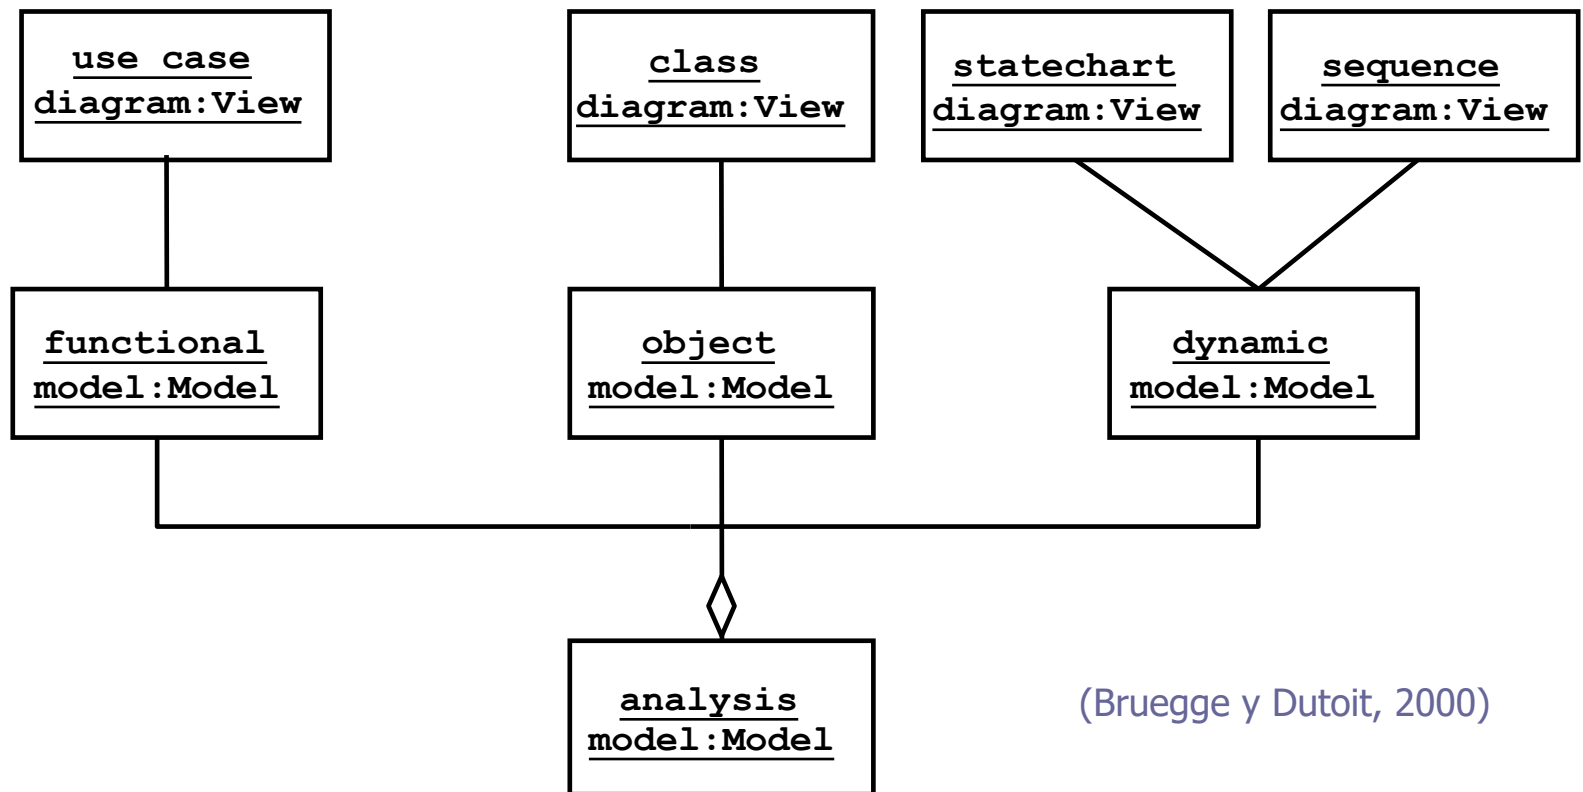 use case
diagram:View
class
diagram:View
statechart
diagram:View
sequence
diagram:View
functional
model:Model
object
model:Model
dynamic
model:Model
analysis
model:Model
(Bruegge y Dutoit, 2000)